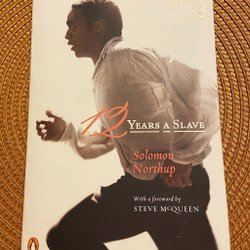 12 YEARS A SLAVE
Solomon
Northup
With a foreword by
STEVE McQUEEN